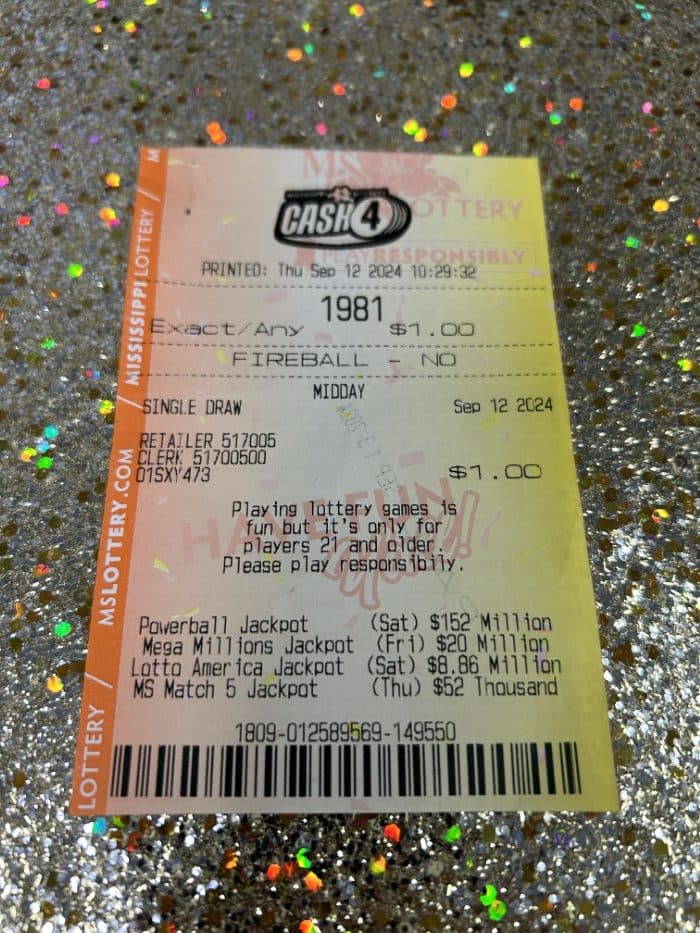 MS LOTTERY
CASH 4
PLAY RESPONSIBLY
PRINTED: Thu Sep 12 2024 10:29:32
1981
Exact/Any $1.00
FIREBALL - NO
MIDDAY
SINGLE DRAW Sep 12 2024
RETAILER 517005
CLERK 51700500
01SXY473 $1.00
HAVE FUN
Y'all!
Playing lottery games is
fun but it's only for
players 21 and older.
Please play responsibily.
Powerball Jackpot (Sat) $152 Million
Mega Millions Jackpot (Fri) $20 Million
Lotto America Jackpot (Sat) $8.86 Million
MS Match 5 Jackpot (Thu) $52 Thousand
1809-012589569-149550
LOTTERY / MSLOTTERY.COM / MISSISSIPPI LOTTERY / M